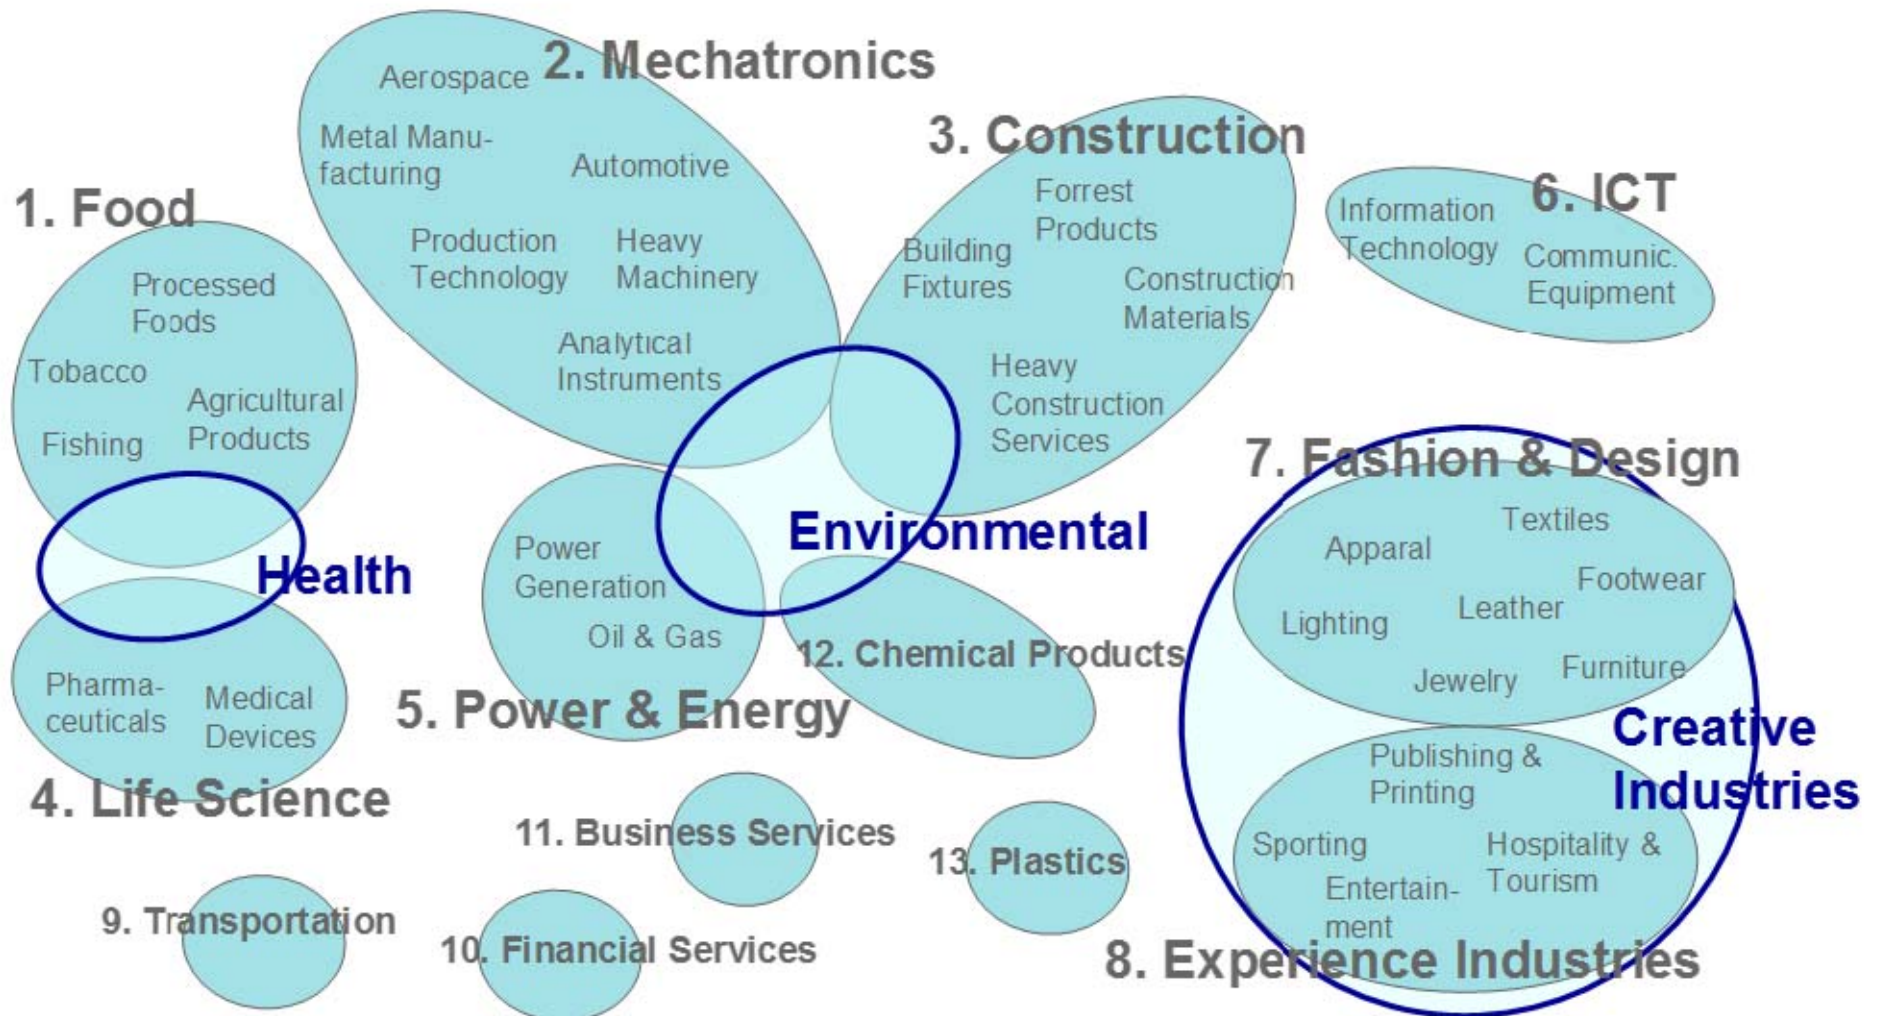 1. Food
Processed
Foods
Tobacco
Agricultural
Products
Fishing
Health
Pharma-
ceuticals
Medical
Devices
4. Life Science
2. Mechatronics
Aerospace
Metal Manu-
facturing
Automotive
Production
Technology
Heavy
Machinery
Analytical
Instruments
3. Construction
Forrest
Products
Building
Fixtures
Construction
Materials
Heavy
Construction
Services
Environmental
Power
Generation
Oil & Gas
5. Power & Energy
12. Chemical Products
6. ICT
Information
Technology
Communic.
Equipment
7. Fashion & Design
Textiles
Apparal
Footwear
Leather
Lighting
Furniture
Jewelry
Creative
Industries
Publishing &
Printing
Sporting
Hospitality &
Tourism
Entertain-
ment
8. Experience Industries
9. Transportation
10. Financial Services
11. Business Services
13. Plastics